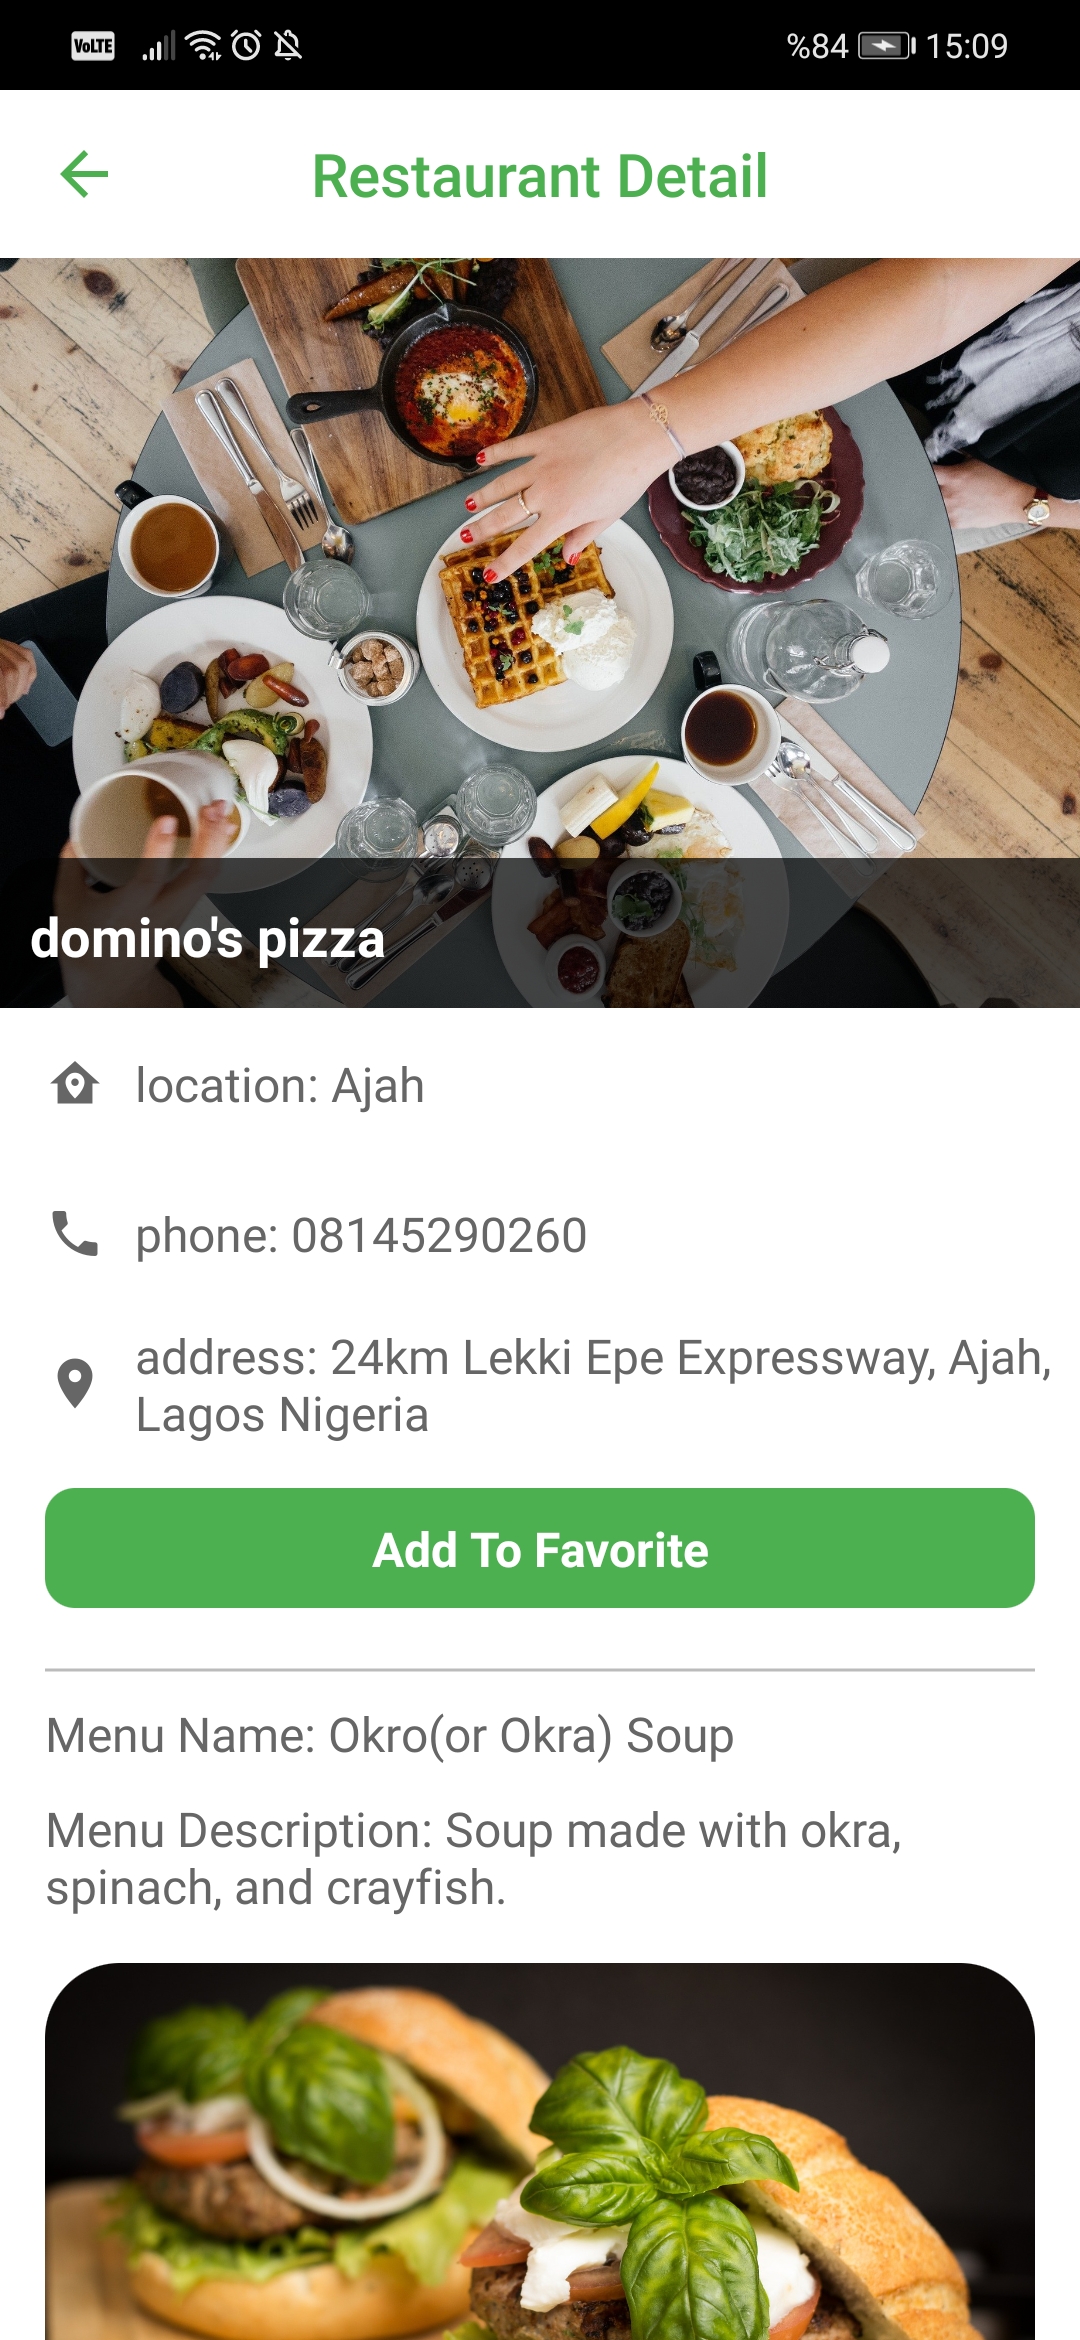 VoLTE %84 15:09
Restaurant Detail
domino's pizza
location: Ajah
phone: 08145290260
address: 24km Lekki Epe Expressway, Ajah,
Lagos Nigeria
Add To Favorite
Menu Name: Okro(or Okra) Soup
Menu Description: Soup made with okra,
spinach, and crayfish.